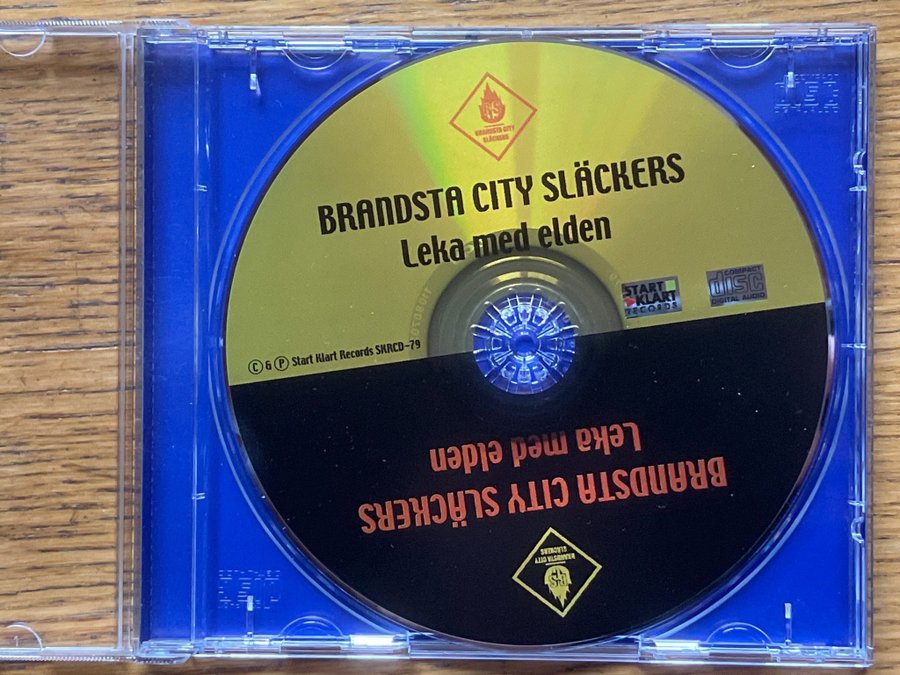 BRANDSTA CITY
SLÄCKERS
BRANDSTA CITY SLÄCKERS
Leka med elden
START
KLART
RECORDS
COMPACT
disc
DIGITAL AUDIO
© & ℗ Start Klart Records SKRCD-79
Leka med elden
BRANDSTA CITY SLÄCKERS
BRANDSTA CITY
SLÄCKERS